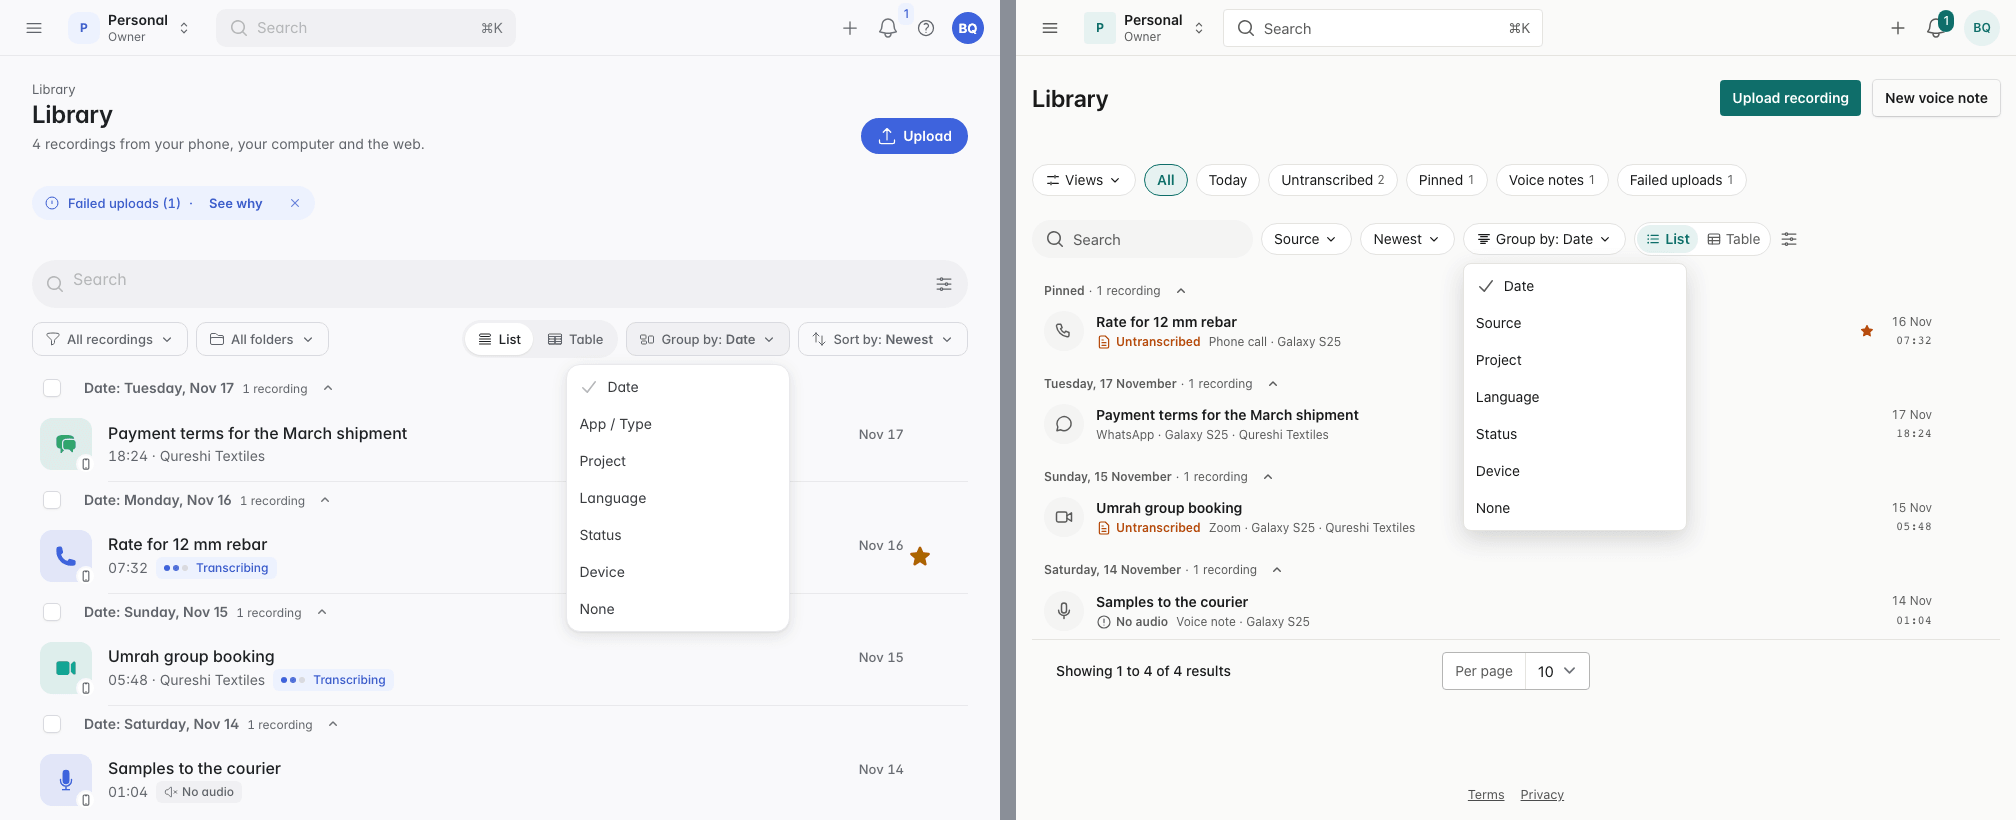 P
Personal
Owner
Search
⌘K
1
BQ
Library
Library
4 recordings from your phone, your computer and the web.
Upload
Failed uploads (1) · See why
Search
All recordings
All folders
List
Table
Group by: Date
Sort by: Newest
Date: Tuesday, Nov 17 1 recording
Payment terms for the March shipment
18:24 · Qureshi Textiles
Nov 17
Date: Monday, Nov 16 1 recording
Rate for 12 mm rebar
07:32 Transcribing
Nov 16
Date: Sunday, Nov 15 1 recording
Umrah group booking
05:48 · Qureshi Textiles Transcribing
Nov 15
Date: Saturday, Nov 14 1 recording
Samples to the courier
01:04 No audio
Nov 14
Date
App / Type
Project
Language
Status
Device
None
P
Personal
Owner
Search
⌘K
1
BQ
Library
Upload recording
New voice note
Views
All
Today
Untranscribed 2
Pinned 1
Voice notes 1
Failed uploads 1
Search
Source
Newest
Group by: Date
List
Table
Pinned · 1 recording
Rate for 12 mm rebar
Untranscribed Phone call · Galaxy S25
16 Nov
07:32
Tuesday, 17 November · 1 recording
Payment terms for the March shipment
WhatsApp · Galaxy S25 · Qureshi Textiles
17 Nov
18:24
Sunday, 15 November · 1 recording
Umrah group booking
Untranscribed Zoom · Galaxy S25 · Qureshi Textiles
15 Nov
05:48
Saturday, 14 November · 1 recording
Samples to the courier
No audio Voice note · Galaxy S25
14 Nov
01:04
Date
Source
Project
Language
Status
Device
None
Showing 1 to 4 of 4 results
Per page 10
Terms Privacy